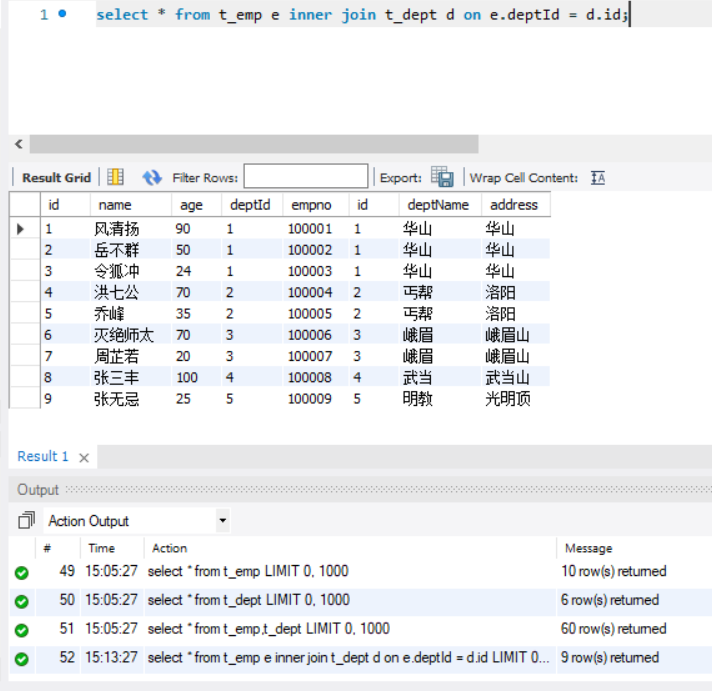 1 select * from t_emp e inner join t_dept d on e.deptId = d.id;
Result Grid Filter Rows: Export: Wrap Cell Content: IA
id name age deptId empno id deptName address
1 风清扬 90 1 100001 1 华山 华山
2 岳不群 50 1 100002 1 华山 华山
3 令狐冲 24 1 100003 1 华山 华山
4 洪七公 70 2 100004 2 丐帮 洛阳
5 乔峰 35 2 100005 2 丐帮 洛阳
6 灭绝师太 70 3 100006 3 峨眉 峨眉山
7 周芷若 20 3 100007 3 峨眉 峨眉山
8 张三丰 100 4 100008 4 武当 武当山
9 张无忌 25 5 100009 5 明教 光明顶
Result 1
Output
Action Output
# Time Action Message
49 15:05:27 select * from t_emp LIMIT 0, 1000 10 row(s) returned
50 15:05:27 select * from t_dept LIMIT 0, 1000 6 row(s) returned
51 15:05:27 select * from t_emp,t_dept LIMIT 0, 1000 60 row(s) returned
52 15:13:27 select * from t_emp e inner join t_dept d on e.deptId = d.id LIMIT 0... 9 row(s) returned